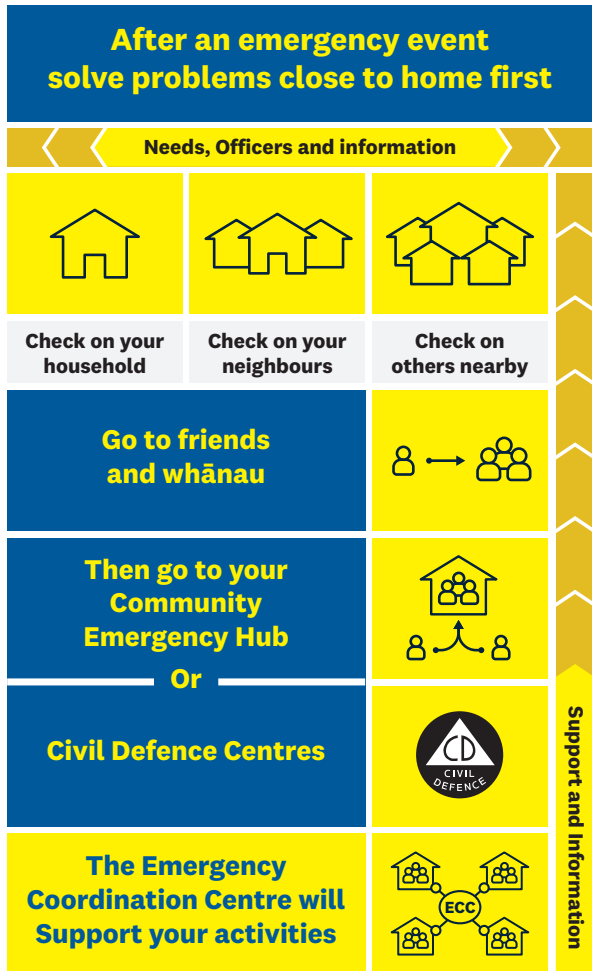 After an emergency event
solve problems close to home first
Needs, Officers and information
Check on your
household
Check on your
neighbours
Check on
others nearby
Go to friends
and whānau
Then go to your
Community
Emergency Hub
Or
Civil Defence Centres
CD
CIVIL
DEFENCE
The Emergency
Coordination Centre will
Support your activities
ECC
Support and Information